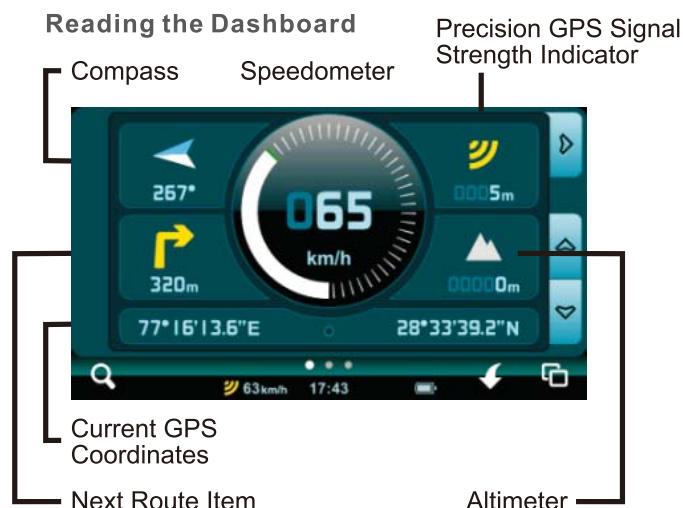 Reading the Dashboard
Precision GPS Signal
Strength Indicator
Compass
Speedometer
267°
065
km/h
0005m
320m
00000m
77°16'13.6"E
28°33'39.2"N
63km/h
17:43
Current GPS
Coordinates
Next Route Item
Altimeter